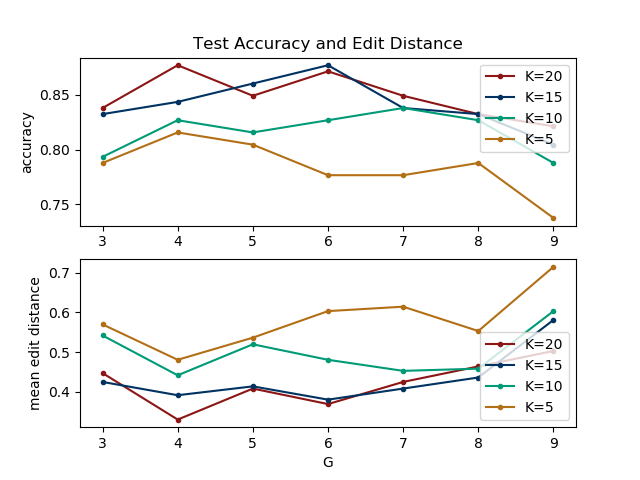 Test Accuracy and Edit Distance
accuracy
0.85
0.80
0.75
K=20
K=15
K=10
K=5
3 4 5 6 7 8 9
mean edit distance
0.7
0.6
0.5
0.4
K=20
K=15
K=10
K=5
3 4 5 6 7 8 9
G